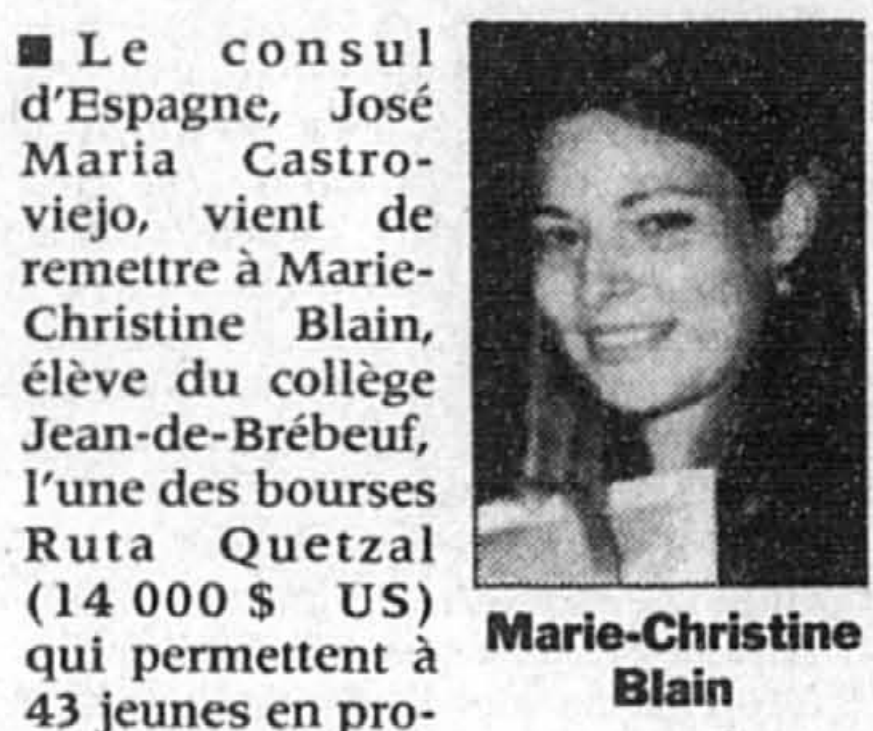 ■ Le consul
d'Espagne, José
Maria Castro-
viejo, vient de
remettre à Marie-
Christine Blain,
élève du collège
Jean-de-Brébeuf,
l'une des bourses
Ruta Quetzal
(14 000 $ US)
qui permettent à
43 jeunes en pro-
Marie-Christine
Blain